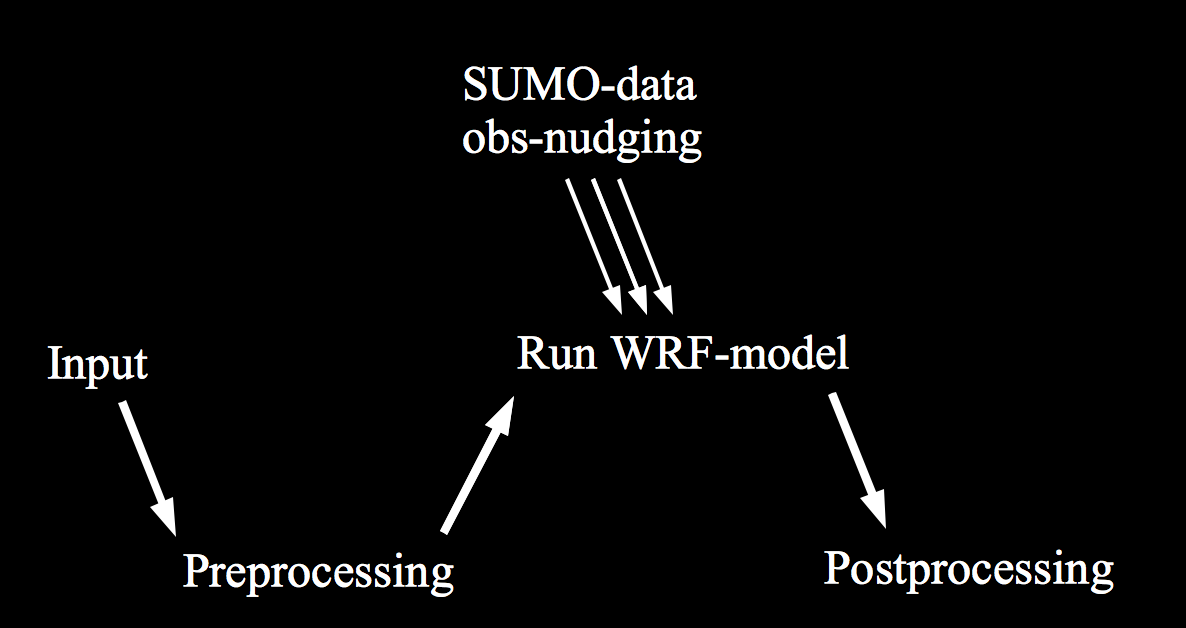 SUMO-data
obs-nudging
Input
Run WRF-model
Preprocessing
Postprocessing